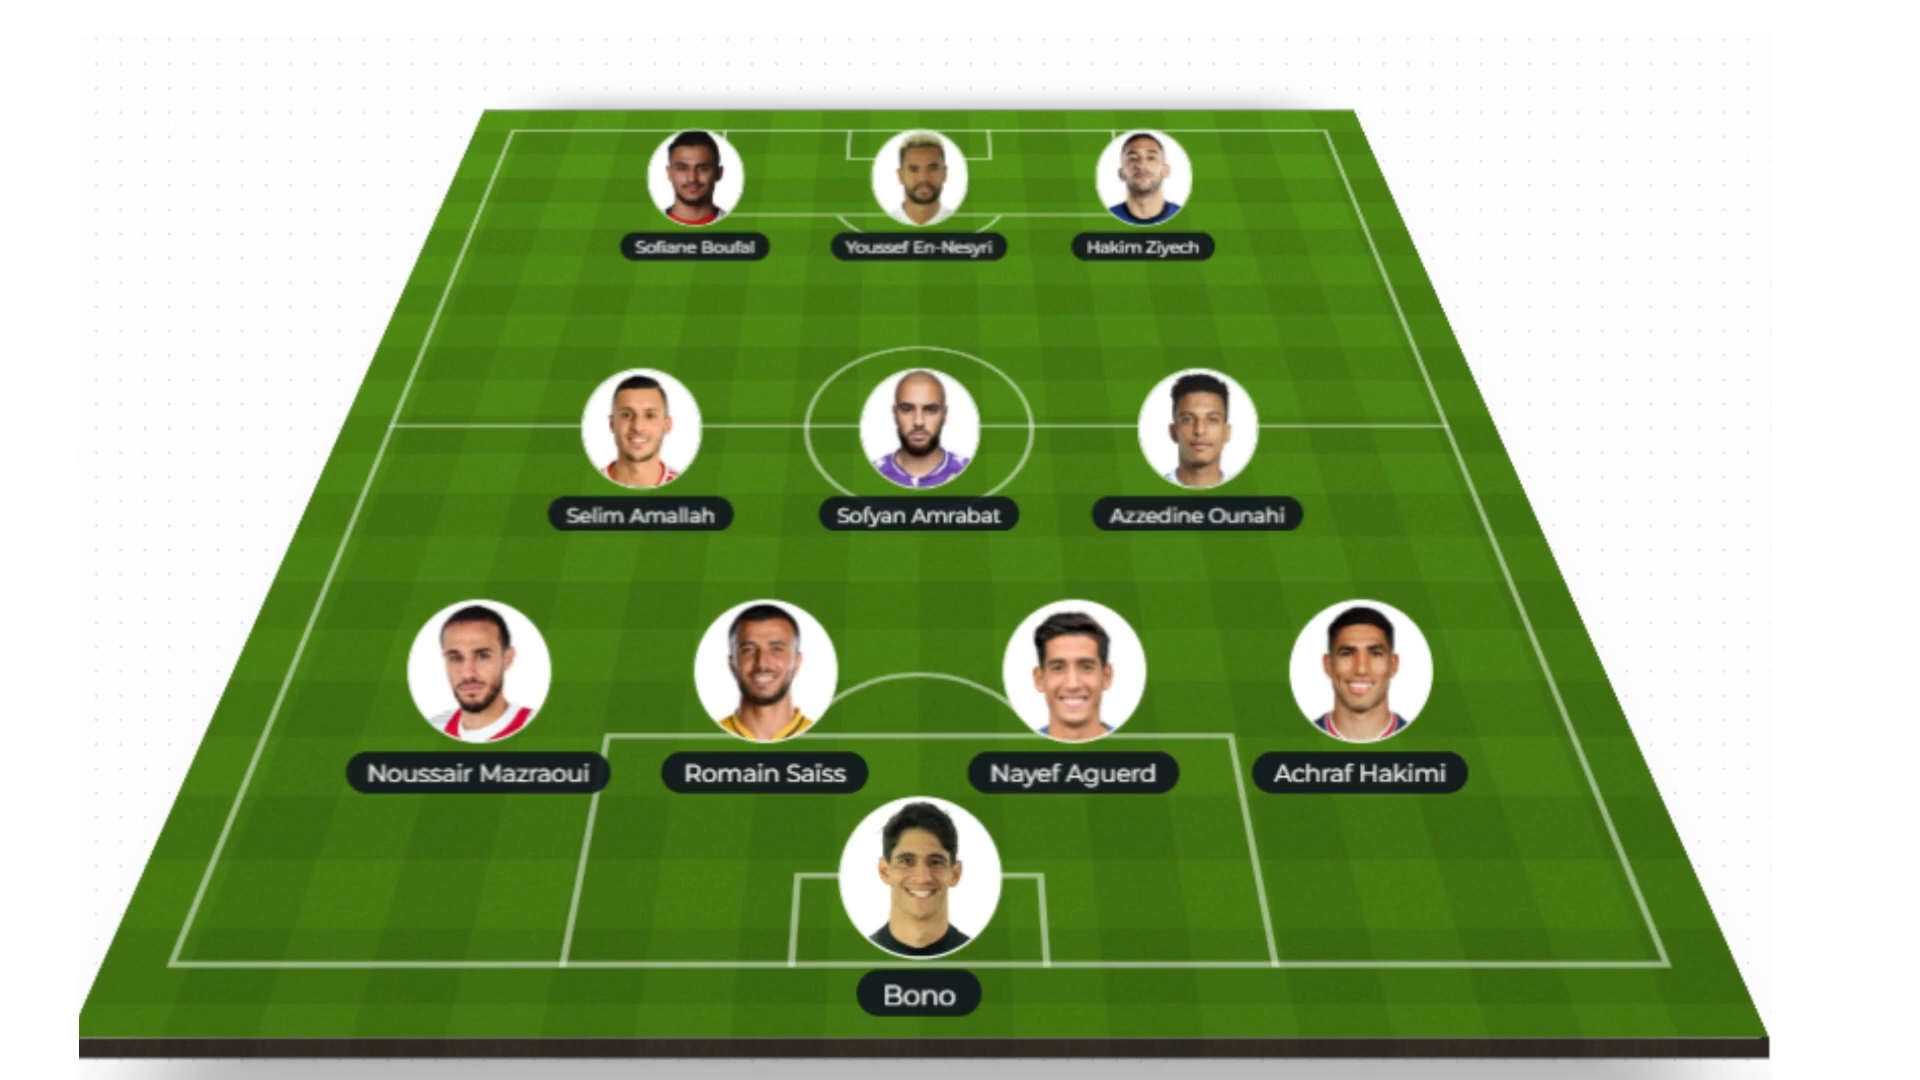 Sofiane Boufal
Youssef En-Nesyri
Hakim Ziyech
Selim Amallah
Sofyan Amrabat
Azzedine Ounahi
Noussair Mazraoui
Romain Saïss
Nayef Aguerd
Achraf Hakimi
Bono